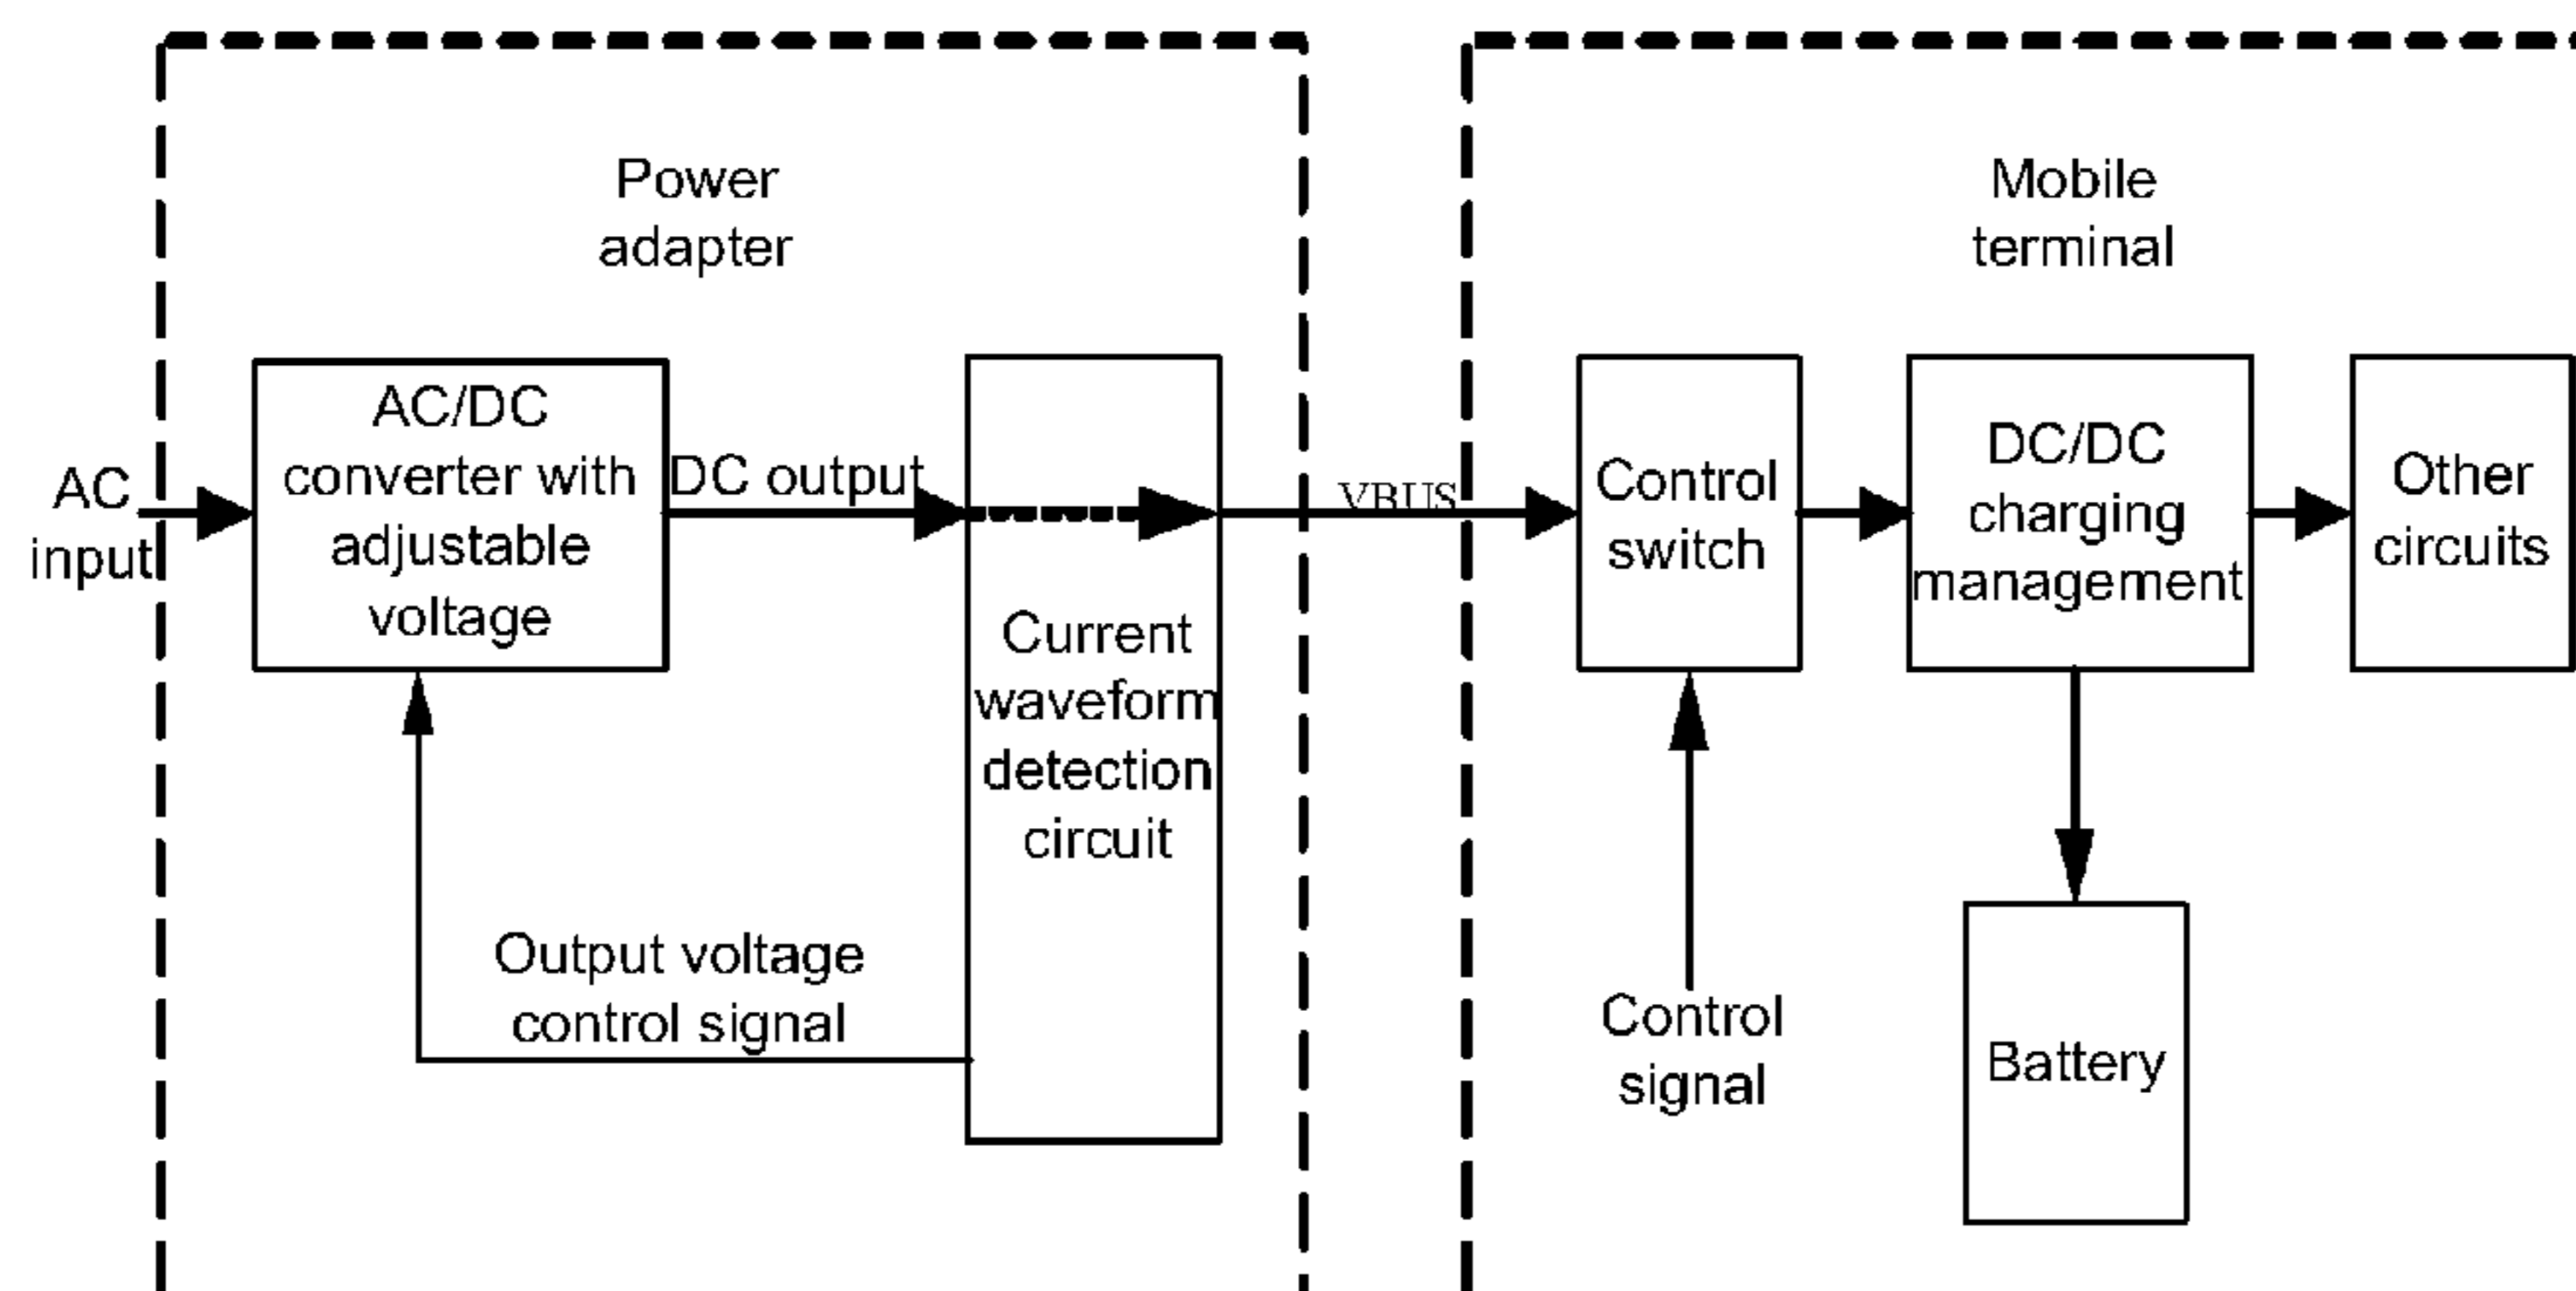 Power
adapter
Mobile
terminal
AC
input
AC/DC
converter with
adjustable
voltage
DC output
Current
waveform
detection
circuit
Output voltage
control signal
VBUS
Control
switch
Control
signal
DC/DC
charging
management
Other
circuits
Battery